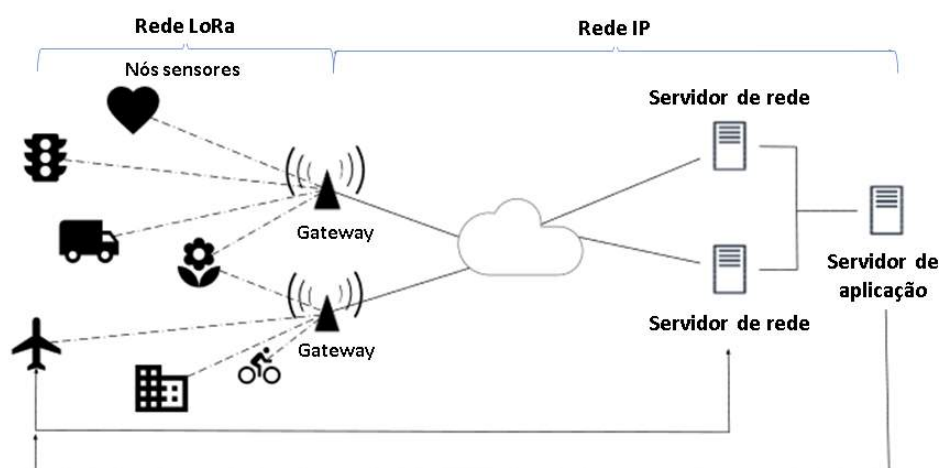 Rede LoRa
Rede IP
Nós sensores
Servidor de rede
Gateway
Servidor de
aplicação
Servidor de rede
Gateway